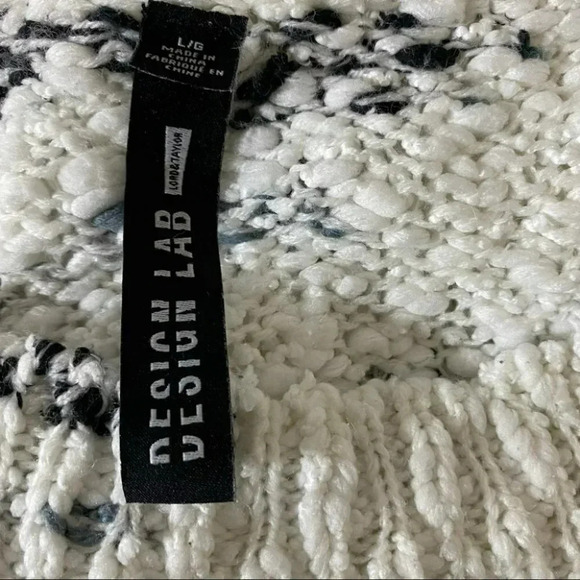 L/G
MADE IN
CHINA
FABRIQUÉ EN
CHINE
LORD & TAYLOR
DESIGN LAB
DESIGN LAB